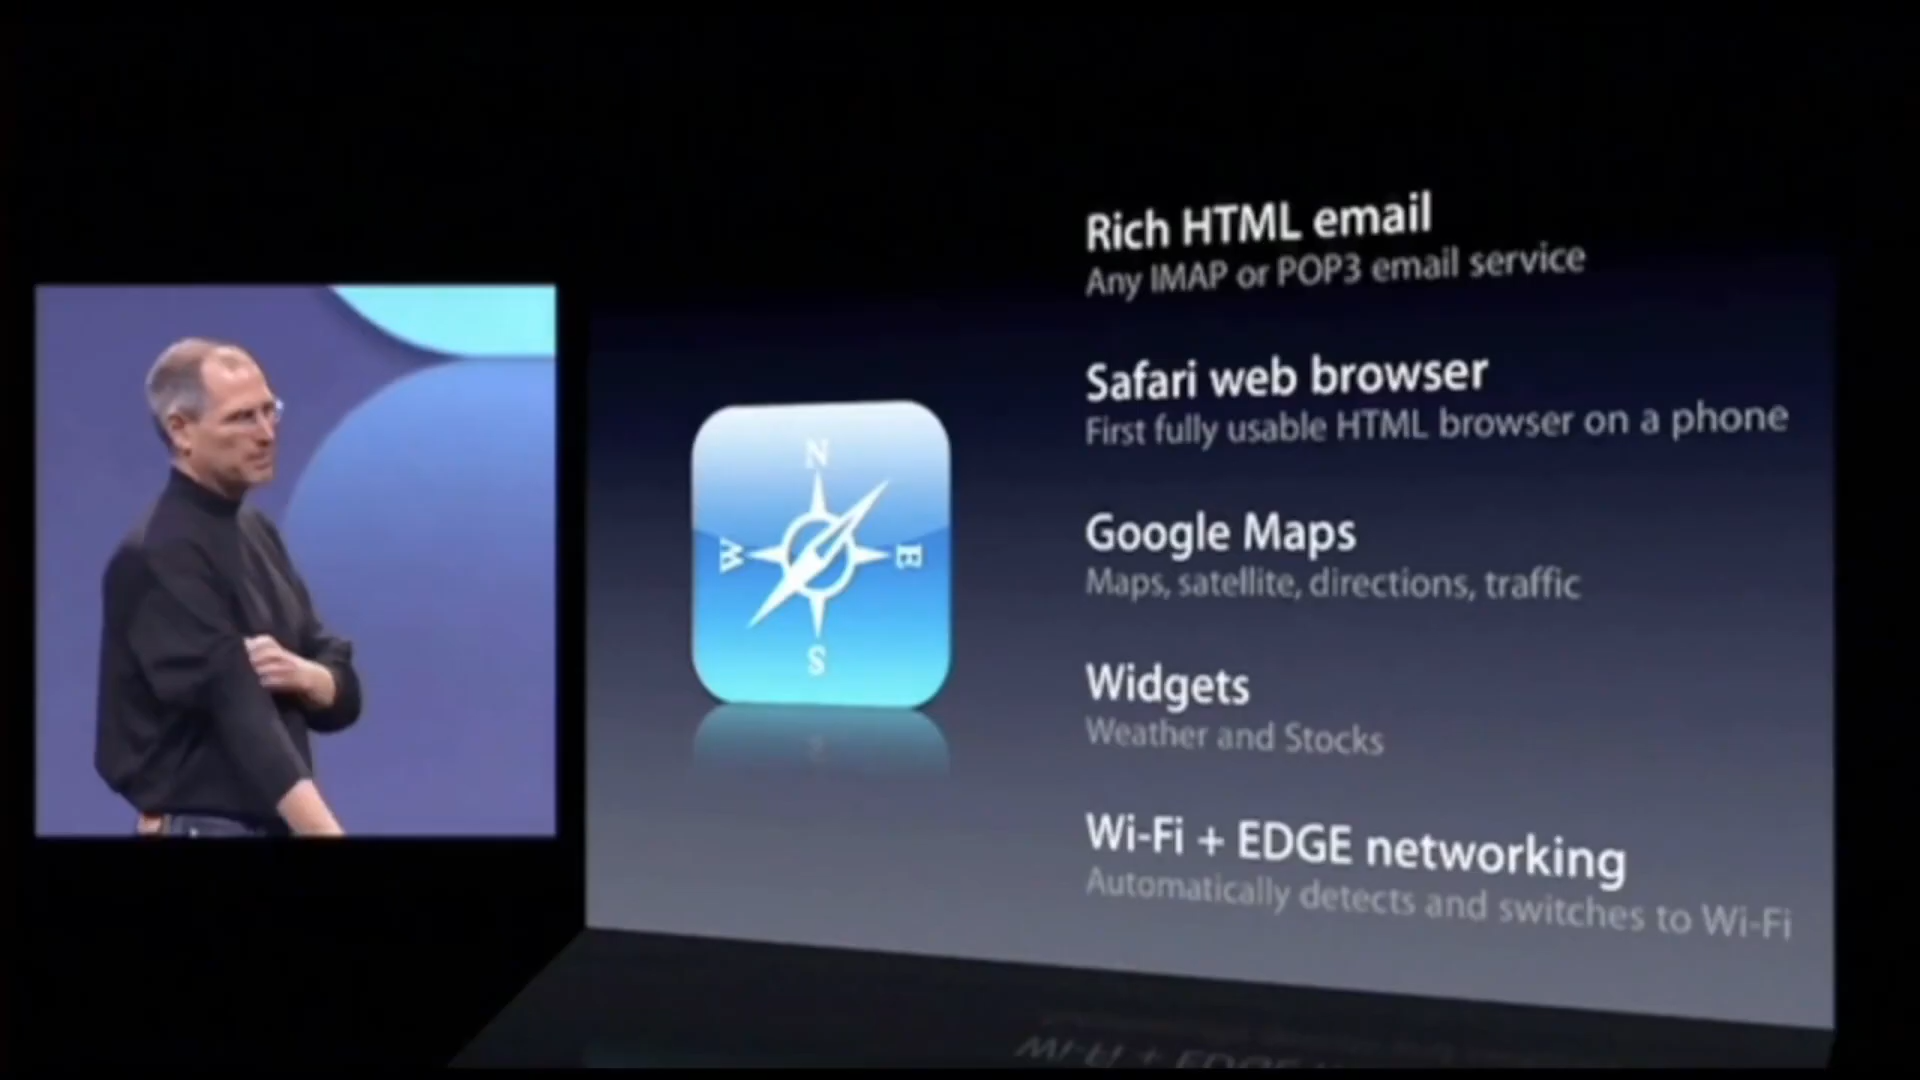 Rich HTML email
Any IMAP or POP3 email service
Safari web browser
First fully usable HTML browser on a phone
Google Maps
Maps, satellite, directions, traffic
Widgets
Weather and Stocks
Wi-Fi + EDGE networking
Automatically detects and switches to Wi-Fi
N
W
E
S